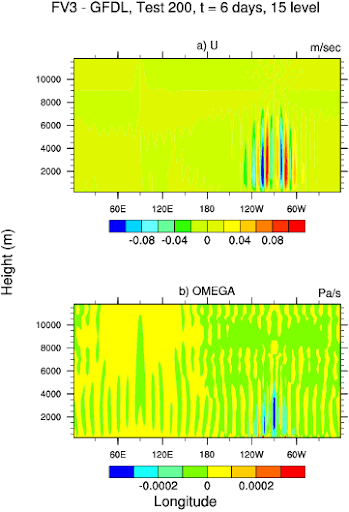 FV3 - GFDL, Test 200, t = 6 days, 15 level
a) U
m/sec
10000
8000
6000
4000
2000
60E 120E 180 120W 60W
-0.08 -0.04 0 0.04 0.08
Height (m)
b) OMEGA
Pa/s
10000
8000
6000
4000
2000
60E 120E 180 120W 60W
-0.0002 0 0.0002
Longitude